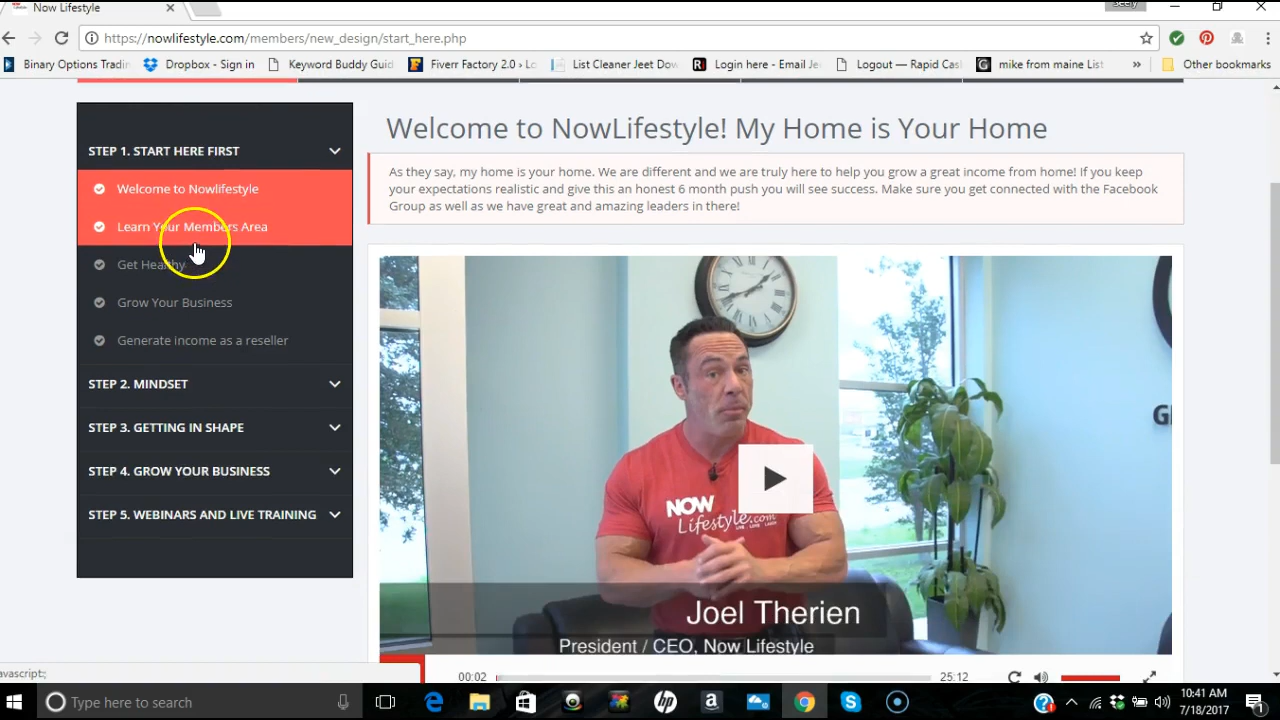 Now Lifestyle
Seely
https://nowlifestyle.com/members/new_design/start_here.php
Binary Options Tradin
Dropbox - Sign in
Keyword Buddy Guid
Fiverr Factory 2.0 › Lo
List Cleaner Jeet Dow
Login here - Email Je
Logout — Rapid Cas
mike from maine List
»
Other bookmarks
STEP 1. START HERE FIRST
Welcome to Nowlifestyle
Learn Your Members Area
Get Healthy
Grow Your Business
Generate income as a reseller
STEP 2. MINDSET
STEP 3. GETTING IN SHAPE
STEP 4. GROW YOUR BUSINESS
STEP 5. WEBINARS AND LIVE TRAINING
Welcome to NowLifestyle! My Home is Your Home
As they say, my home is your home. We are different and we are truly here to help you grow a great income from home! If you keep
your expectations realistic and give this an honest 6 month push you will see success. Make sure you get connected with the Facebook
Group as well as we have great and amazing leaders in there!
G
NOW
Lifestyle.com
LIVE · LOVE · LAUGH
Joel Therien
President / CEO, Now Lifestyle
00:02
25:12
avascript:;
Type here to search
10:41 AM
7/18/2017